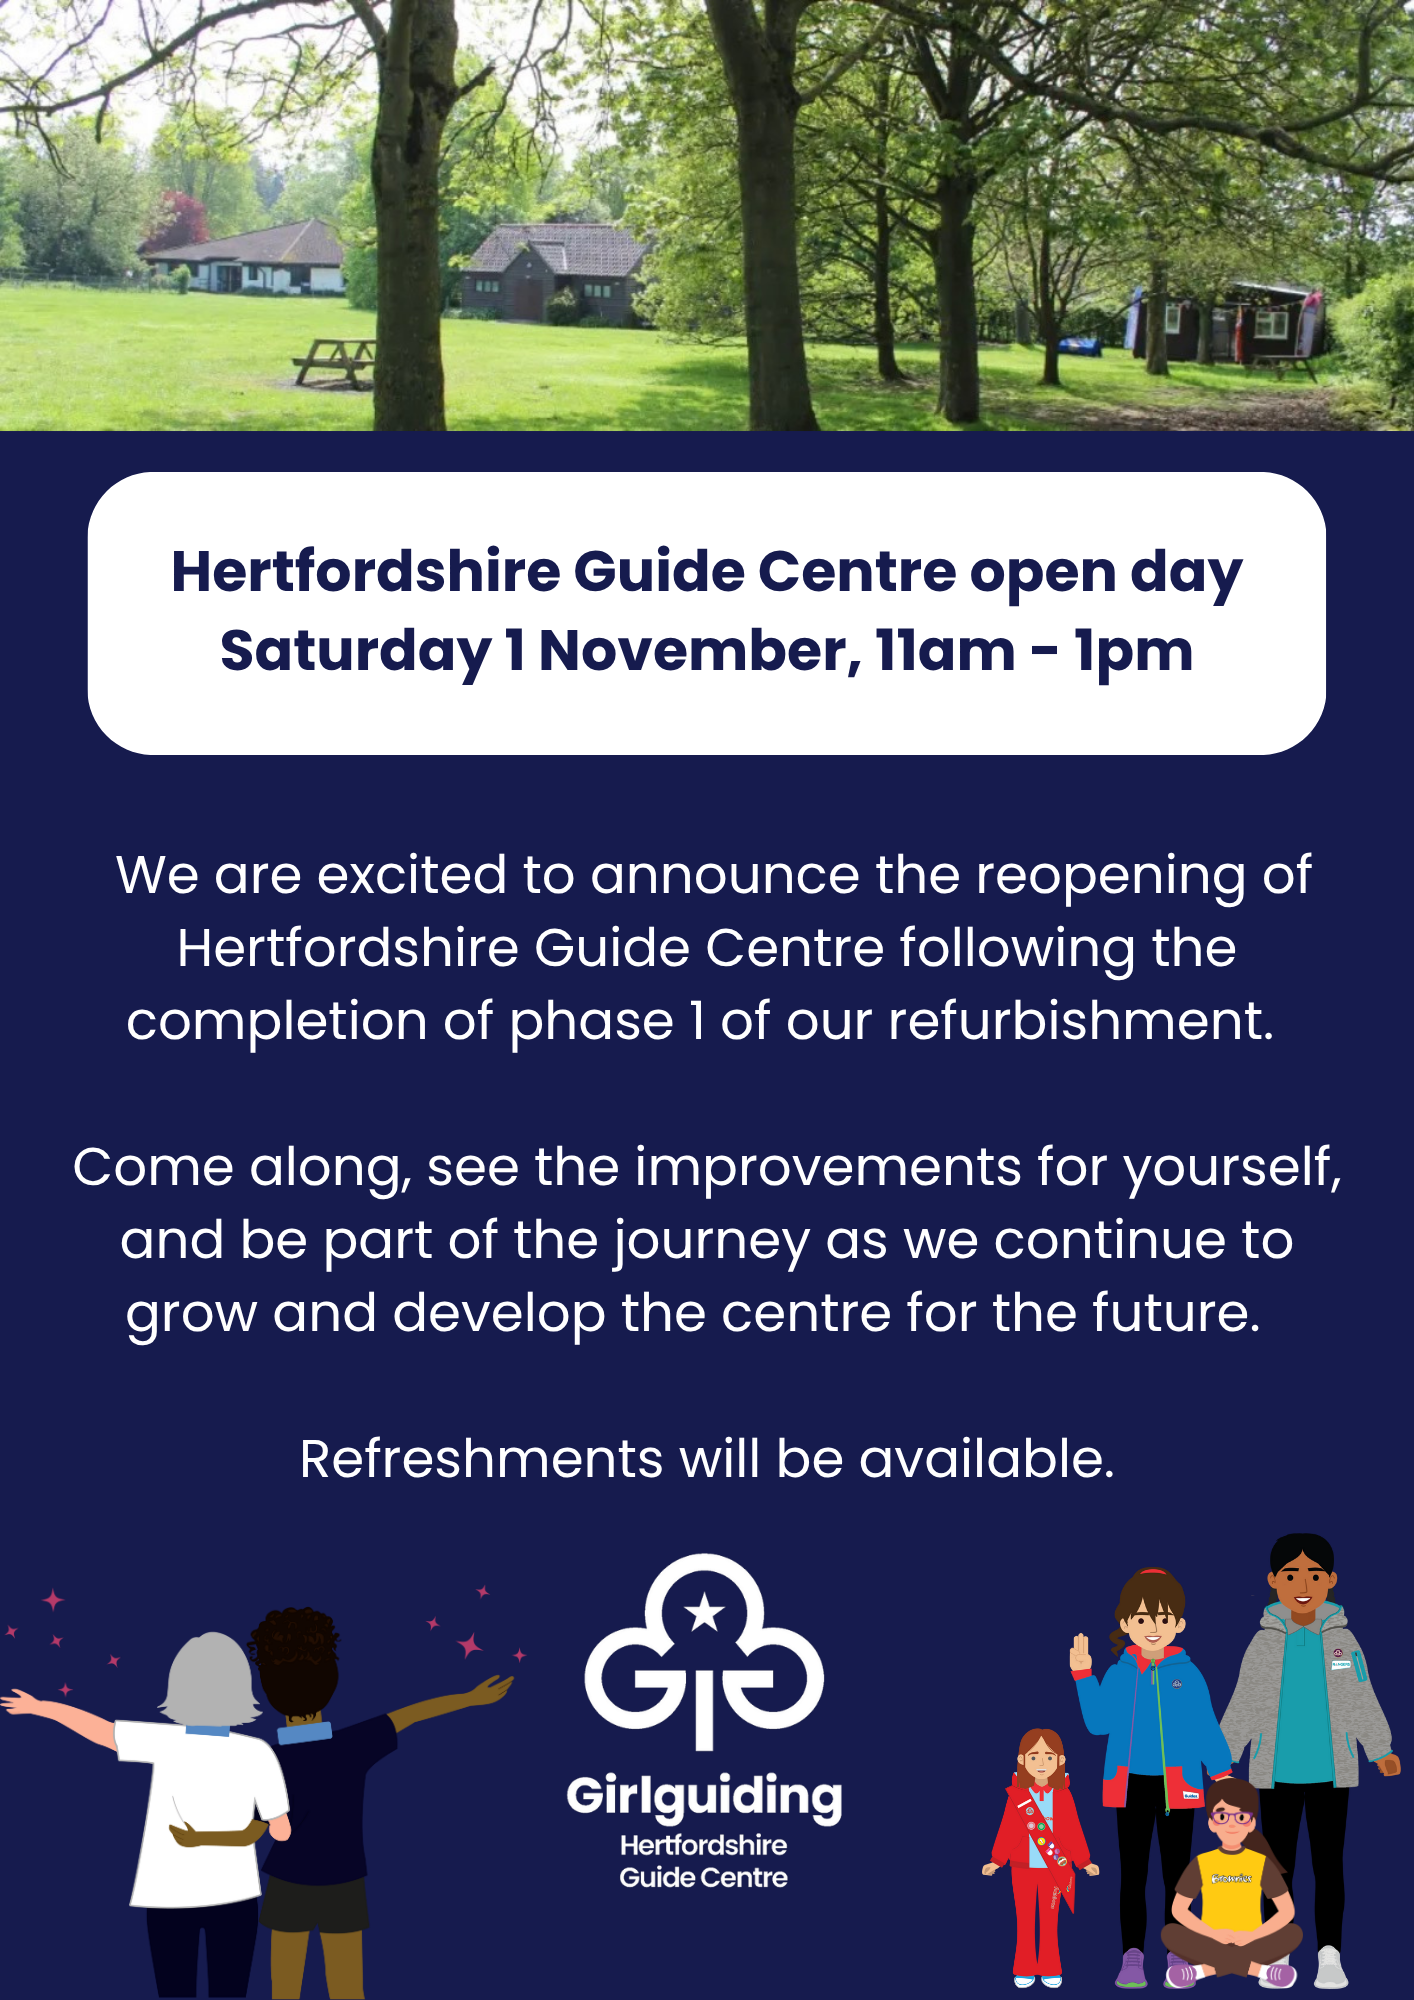 Hertfordshire Guide Centre open day
Saturday 1 November, 11am - 1pm
We are excited to announce the reopening of
Hertfordshire Guide Centre following the
completion of phase 1 of our refurbishment.
Come along, see the improvements for yourself,
and be part of the journey as we continue to
grow and develop the centre for the future.
Refreshments will be available.
Girlguiding
Hertfordshire
Guide Centre
Rangers
Guides
Brownies